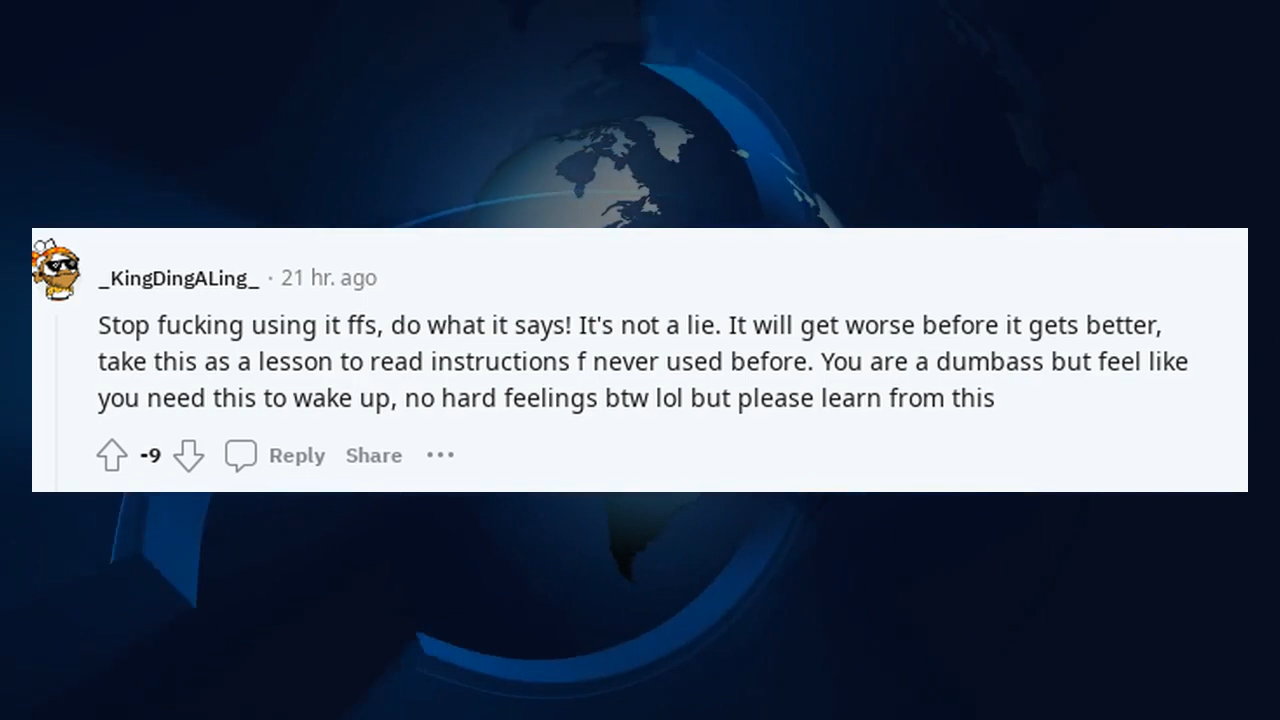 _KingDingALing_ · 21 hr. ago
Stop fucking using it ffs, do what it says! It's not a lie. It will get worse before it gets better,
take this as a lesson to read instructions f never used before. You are a dumbass but feel like
you need this to wake up, no hard feelings btw lol but please learn from this
-9 Reply Share ···